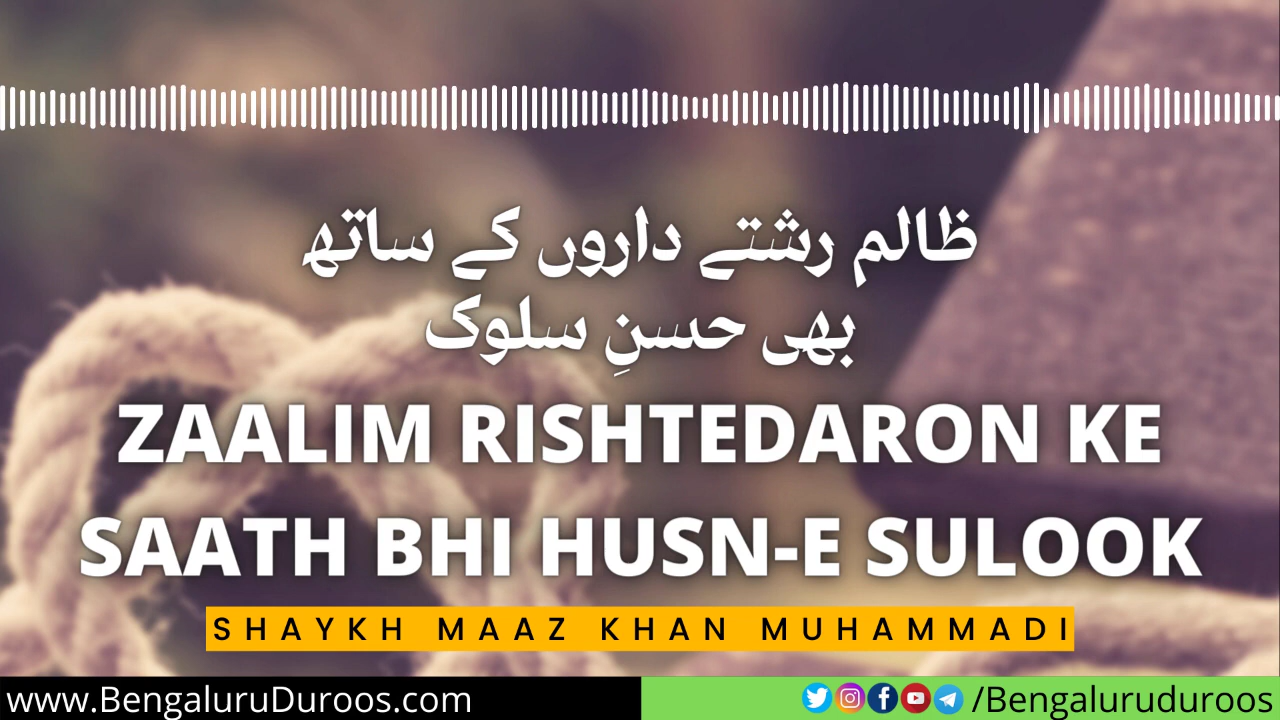 ظالم رشتے داروں کے ساتھ
بھی حسنِ سلوک
ZAALIM RISHTEDARON KE
SAATH BHI HUSN-E SULOOK
SHAYKH MAAZ KHAN MUHAMMADI
www.BengaluruDuroos.com
/Bengaluruduroos